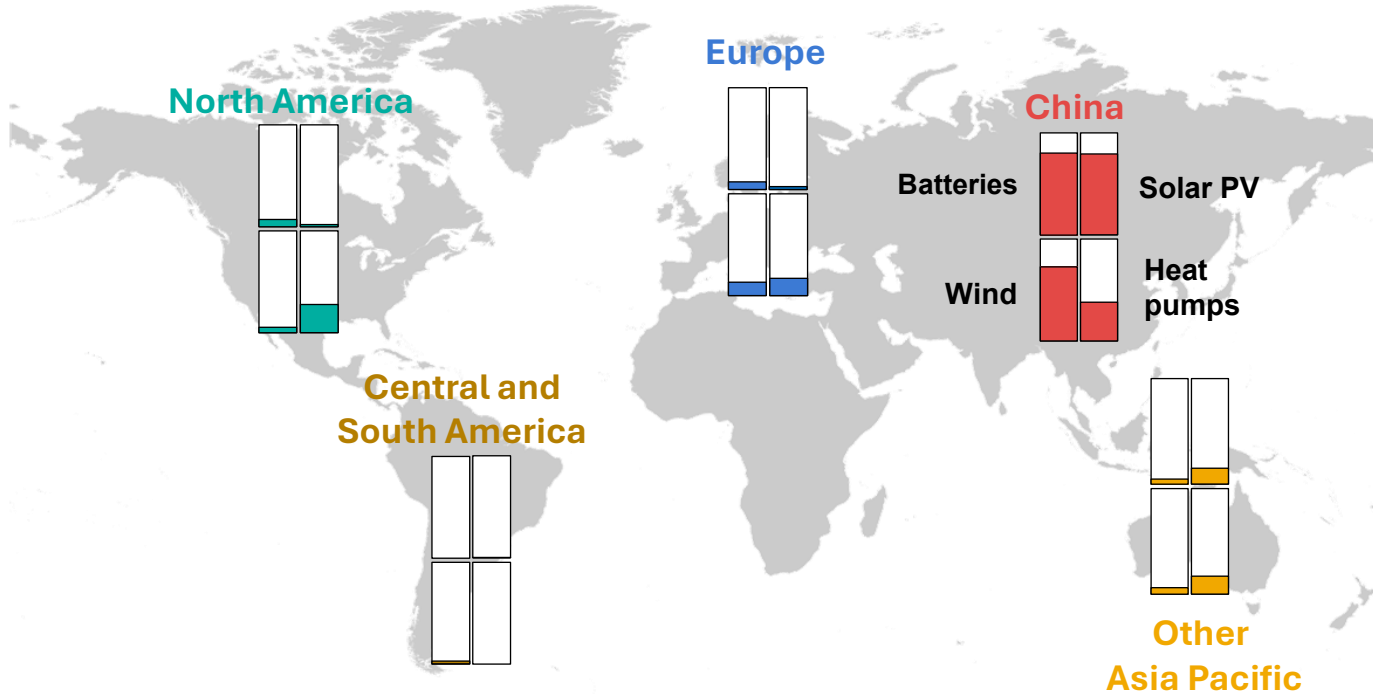 Europe
North America
China
Batteries
Solar PV
Wind
Heat
pumps
Central and
South America
Other
Asia Pacific